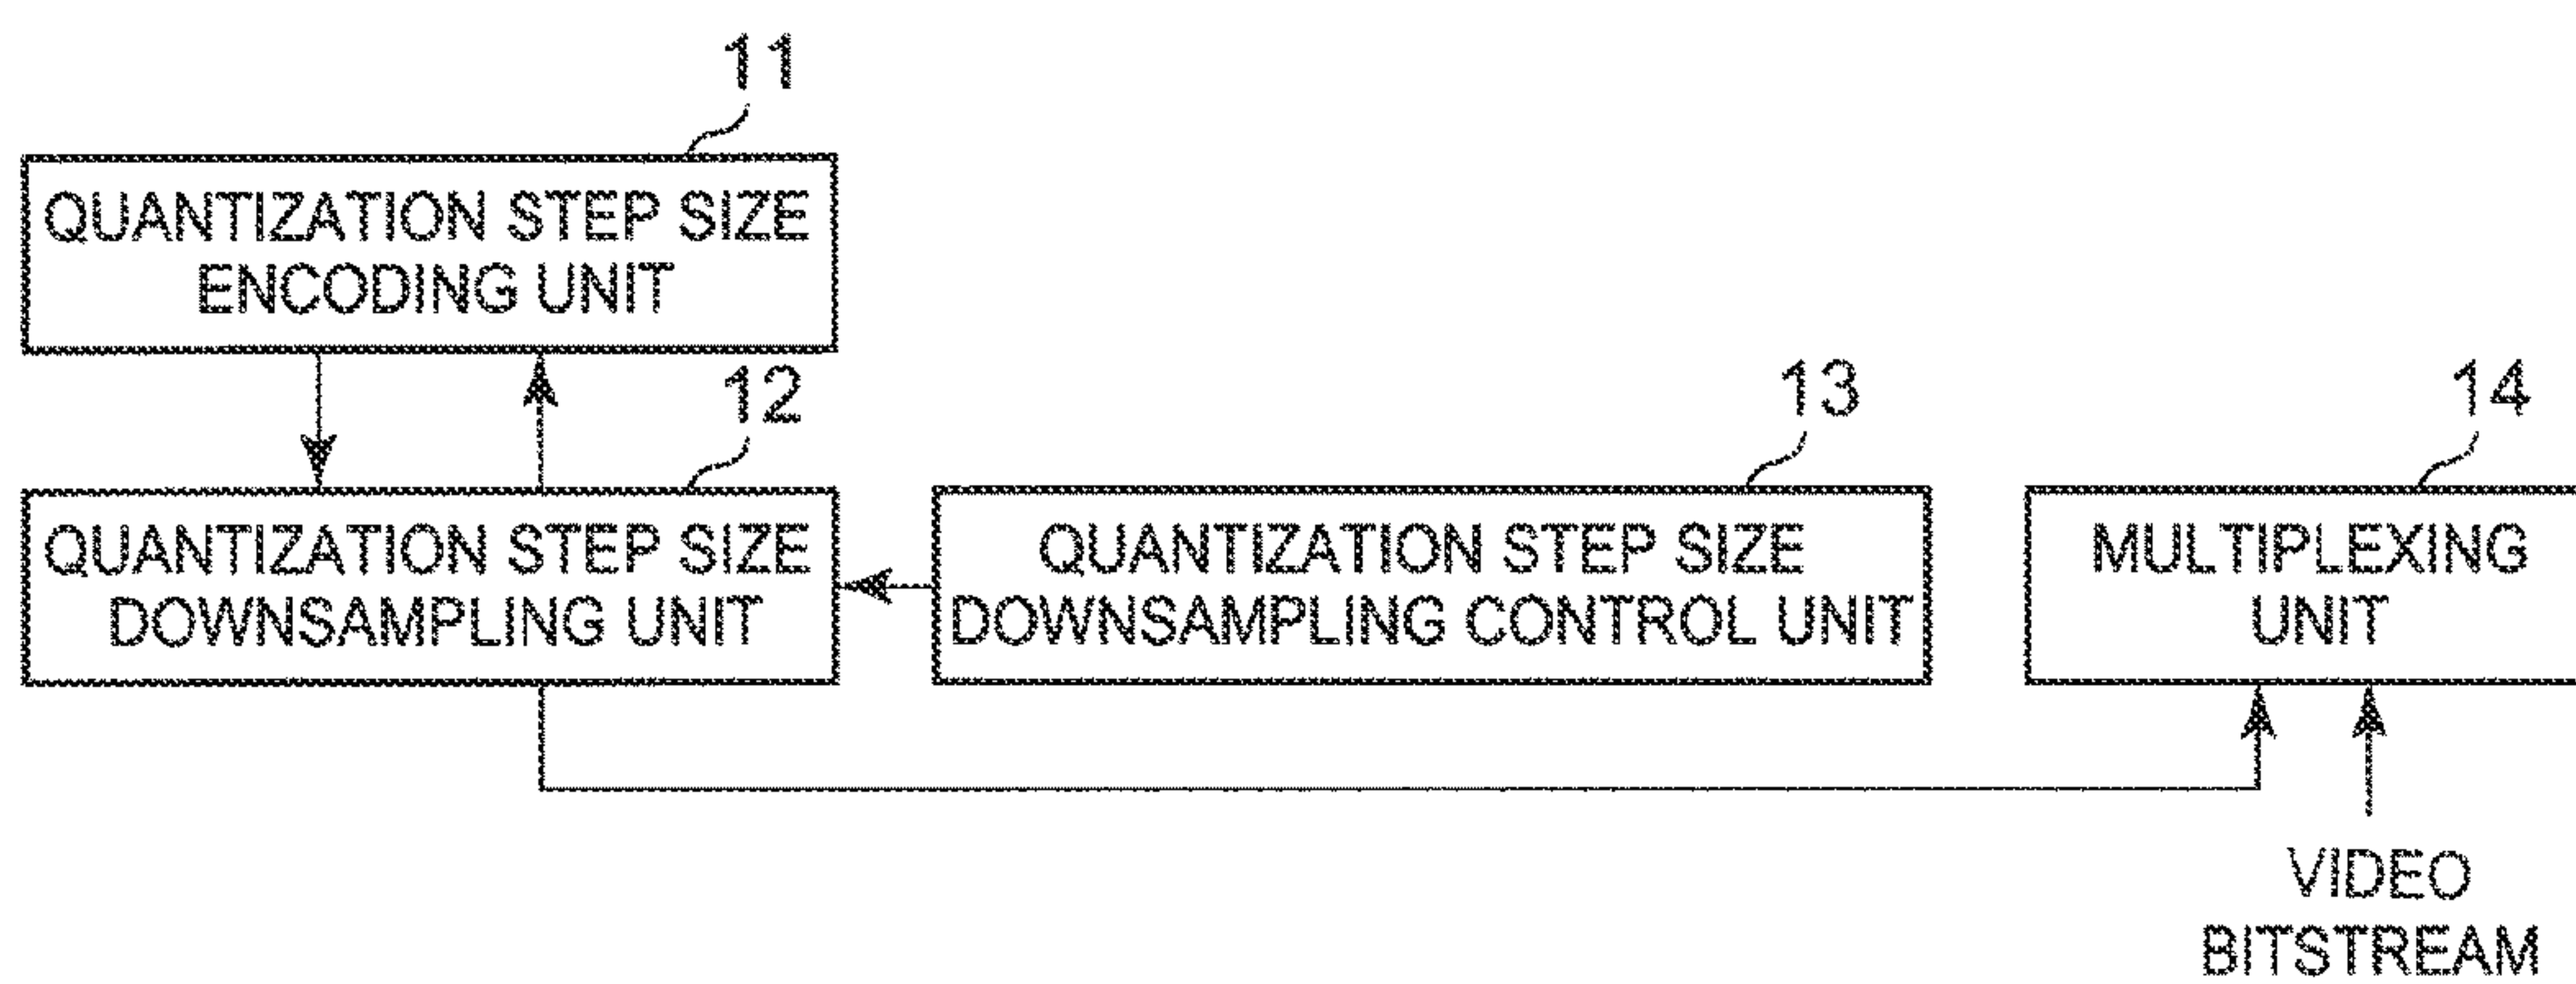 11
QUANTIZATION STEP SIZE
ENCODING UNIT
12
QUANTIZATION STEP SIZE
DOWNSAMPLING UNIT
13
QUANTIZATION STEP SIZE
DOWNSAMPLING CONTROL UNIT
14
MULTIPLEXING
UNIT
VIDEO
BITSTREAM